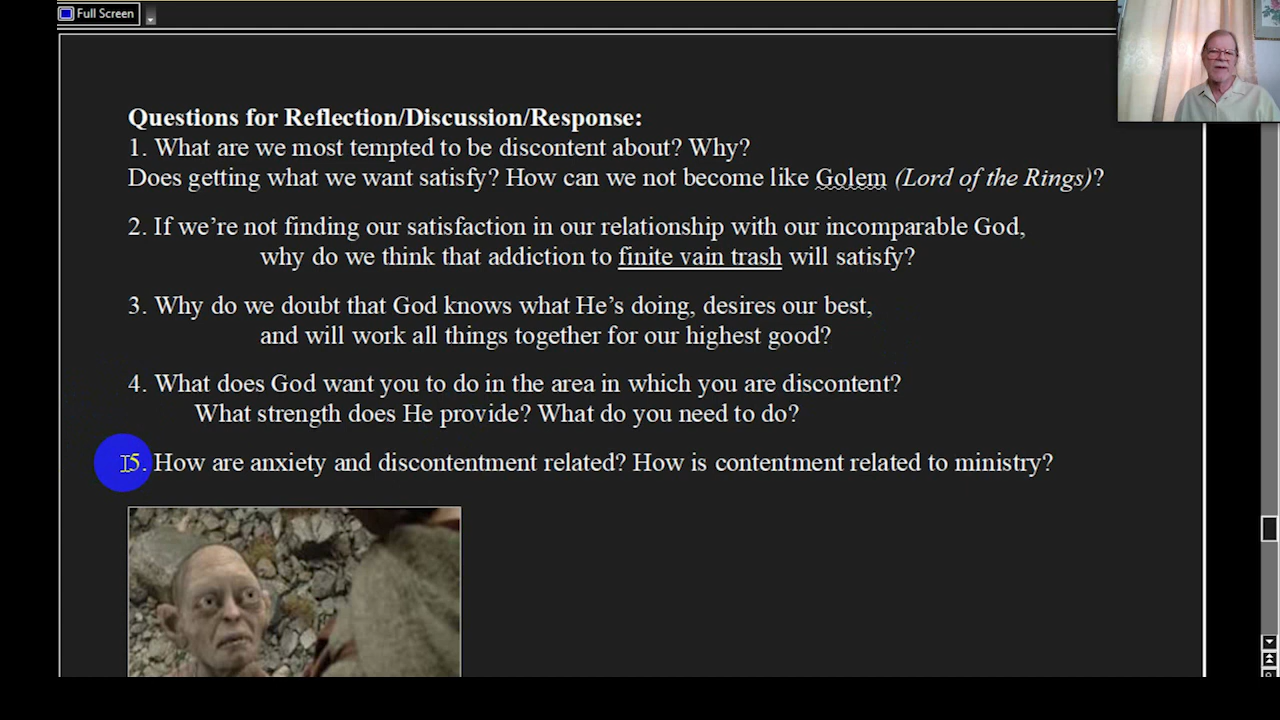 Full Screen
Questions for Reflection/Discussion/Response:
1. What are we most tempted to be discontent about? Why?
Does getting what we want satisfy? How can we not become like Golem (Lord of the Rings)?
2. If we’re not finding our satisfaction in our relationship with our incomparable God,
why do we think that addiction to finite vain trash will satisfy?
3. Why do we doubt that God knows what He’s doing, desires our best,
and will work all things together for our highest good?
4. What does God want you to do in the area in which you are discontent?
What strength does He provide? What do you need to do?
5. How are anxiety and discontentment related? How is contentment related to ministry?